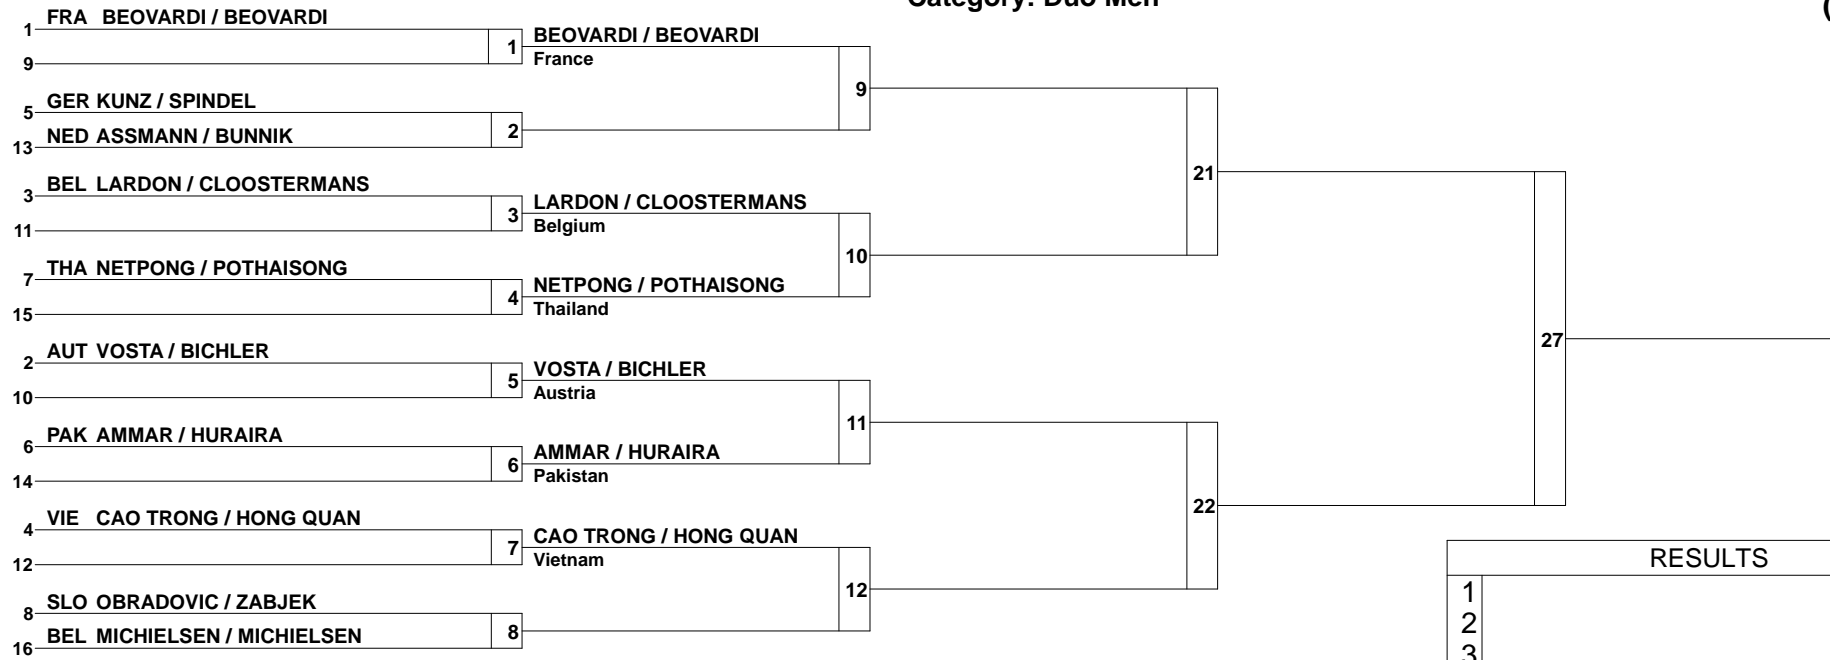 Category: Duo Men
(
1 FRA BEOVARDI / BEOVARDI
9
1 BEOVARDI / BEOVARDI
France
5 GER KUNZ / SPINDEL
13 NED ASSMANN / BUNNIK
2
9
3 BEL LARDON / CLOOSTERMANS
11
3 LARDON / CLOOSTERMANS
Belgium
7 THA NETPONG / POTHAISONG
15
4 NETPONG / POTHAISONG
Thailand
10
21
2 AUT VOSTA / BICHLER
10
5 VOSTA / BICHLER
Austria
6 PAK AMMAR / HURAIRA
14
6 AMMAR / HURAIRA
Pakistan
11
4 VIE CAO TRONG / HONG QUAN
12
7 CAO TRONG / HONG QUAN
Vietnam
8 SLO OBRADOVIC / ZABJEK
16 BEL MICHIELSEN / MICHIELSEN
8
12
22
27
RESULTS
1
2
3